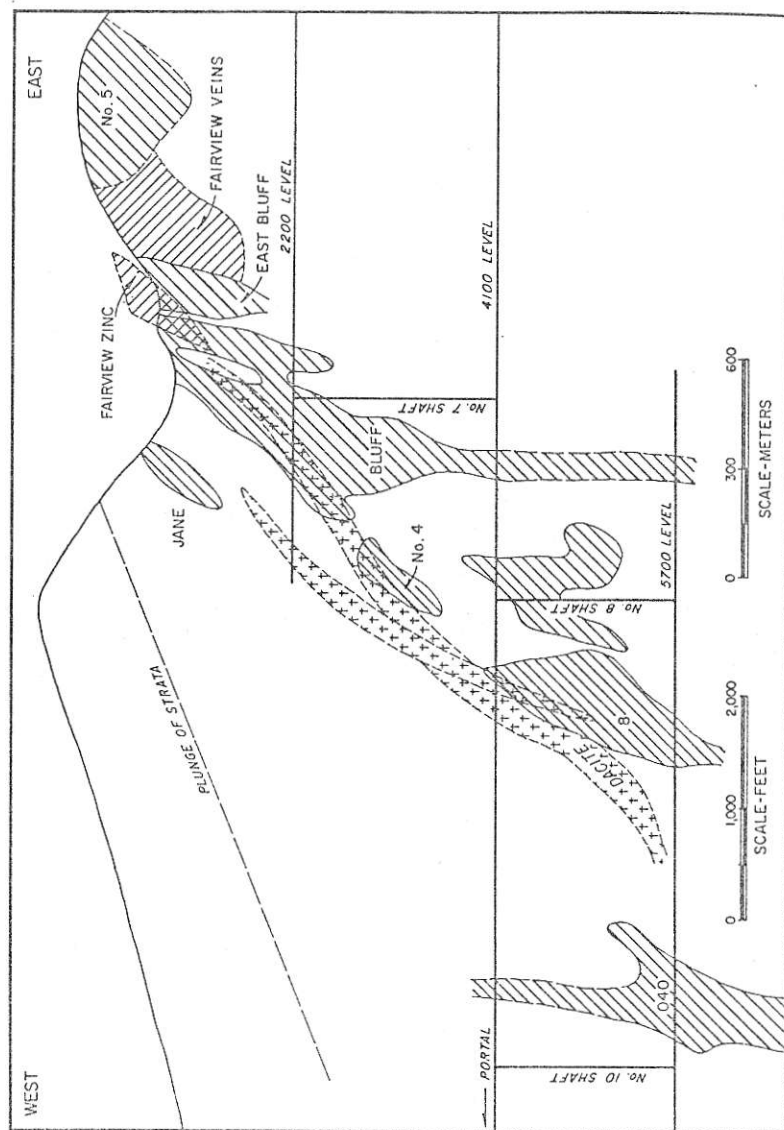 WEST
EAST
No. 5
FAIRVIEW VEINS
EAST BLUFF
FAIRVIEW ZINC
2200 LEVEL
JANE
PLUNGE OF STRATA
No. 7 SHAFT
BLUFF
No. 4
4100 LEVEL
PORTAL
No. 8 SHAFT
8
DACITE
040
No. 10 SHAFT
5700 LEVEL
0 1,000 2,000
SCALE-FEET
0 300 600
SCALE-METERS